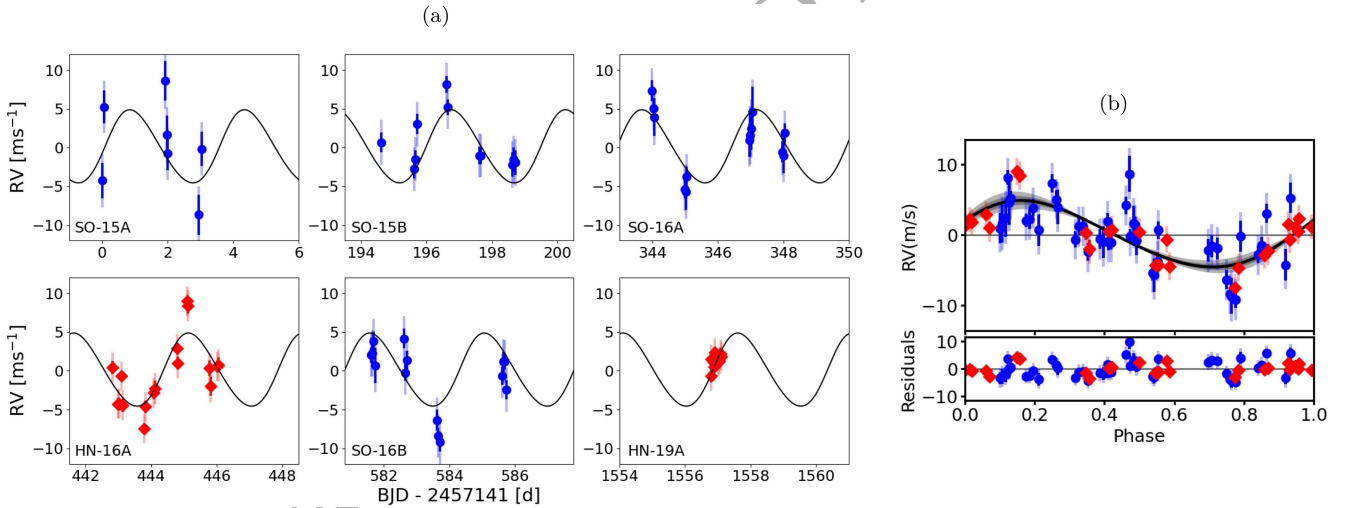 (a)
10
5
0
−5
−10
RV [ms−1]
SO-15A
0 2 4 6
SO-15B
194 196 198 200
SO-16A
344 346 348 350
10
5
0
−5
−10
RV [ms−1]
HN-16A
442 444 446 448
SO-16B
582 584 586
HN-19A
1554 1556 1558 1560
BJD - 2457141 [d]
(b)
10
0
−10
RV(m/s)
10
0
−10
Residuals
0.0 0.2 0.4 0.6 0.8 1.0
Phase